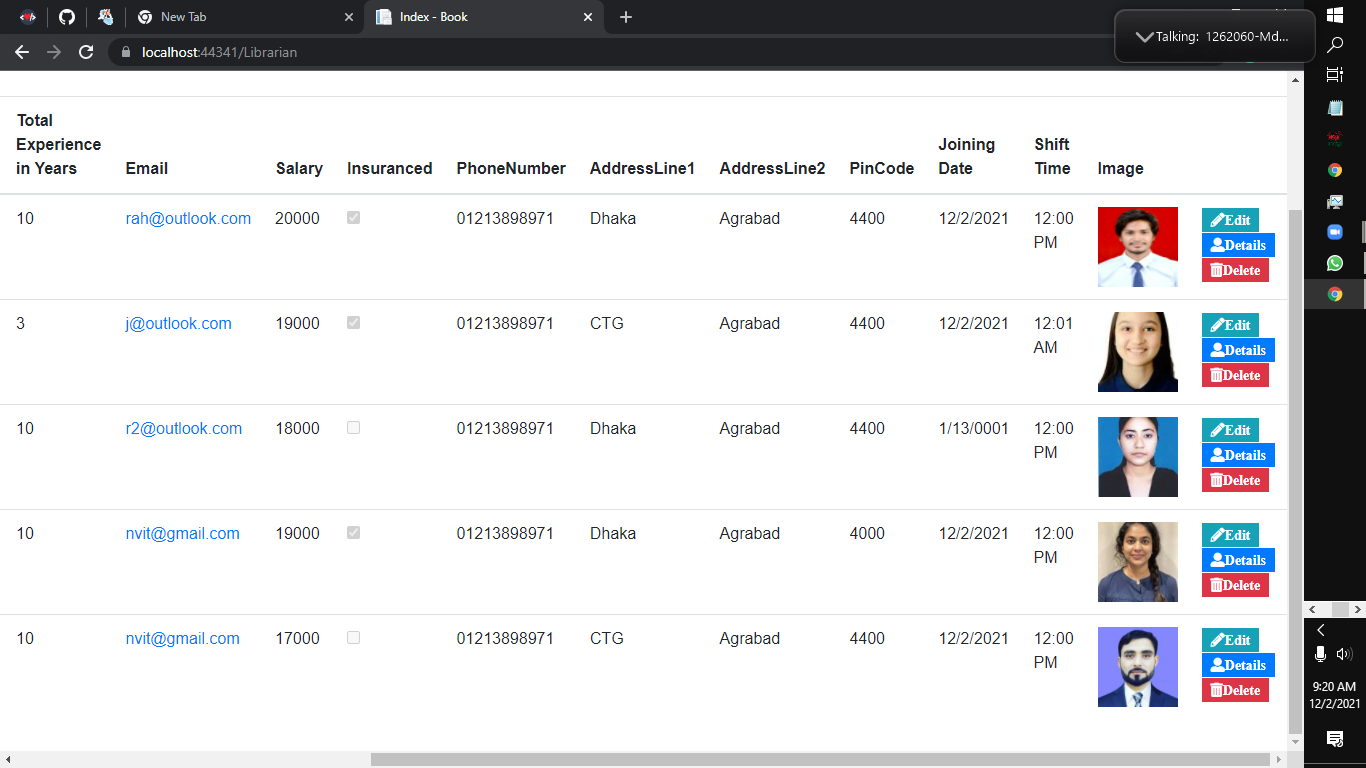 New Tab
Index - Book
localhost:44341/Librarian
Talking: 1262060-Md...
Total Experience in Years Email Salary Insuranced PhoneNumber AddressLine1 AddressLine2 PinCode Joining Date Shift Time Image
10 rah@outlook.com 20000 01213898971 Dhaka Agrabad 4400 12/2/2021 12:00 PM
Edit
Details
Delete
3 j@outlook.com 19000 01213898971 CTG Agrabad 4400 12/2/2021 12:01 AM
Edit
Details
Delete
10 r2@outlook.com 18000 01213898971 Dhaka Agrabad 4400 1/13/0001 12:00 PM
Edit
Details
Delete
10 nvit@gmail.com 19000 01213898971 Dhaka Agrabad 4000 12/2/2021 12:00 PM
Edit
Details
Delete
10 nvit@gmail.com 17000 01213898971 CTG Agrabad 4400 12/2/2021 12:00 PM
Edit
Details
Delete
9:20 AM
12/2/2021